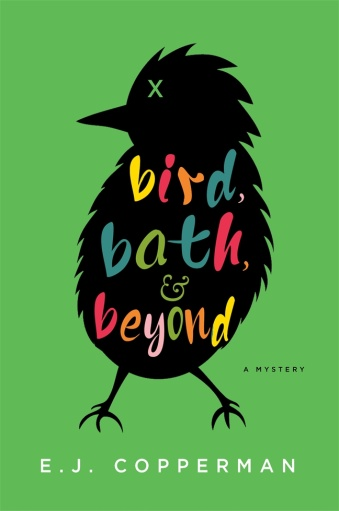 bird,
bath,
&
beyond
A MYSTERY
E.J. COPPERMAN